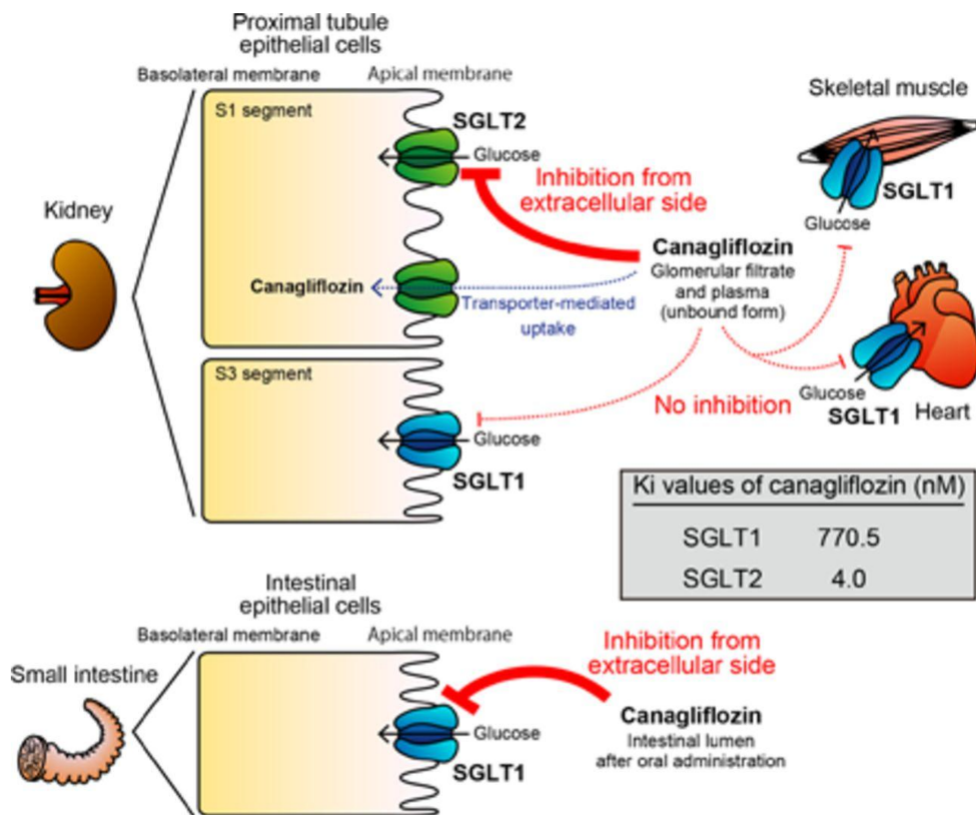 Proximal tubule
epithelial cells
Basolateral membrane
Apical membrane
S1 segment
SGLT2
Glucose
Inhibition from
extracellular side
Skeletal muscle
SGLT1
Glucose
Kidney
Canagliflozin
Transporter-mediated
uptake
Canagliflozin
Glomerular filtrate
and plasma
(unbound form)
S3 segment
Glucose
SGLT1
No inhibition
Glucose
SGLT1
Heart
Ki values of canagliflozin (nM)
SGLT1 770.5
SGLT2 4.0
Intestinal
epithelial cells
Basolateral membrane
Apical membrane
Small intestine
Glucose
SGLT1
Inhibition from
extracellular side
Canagliflozin
Intestinal lumen
after oral administration